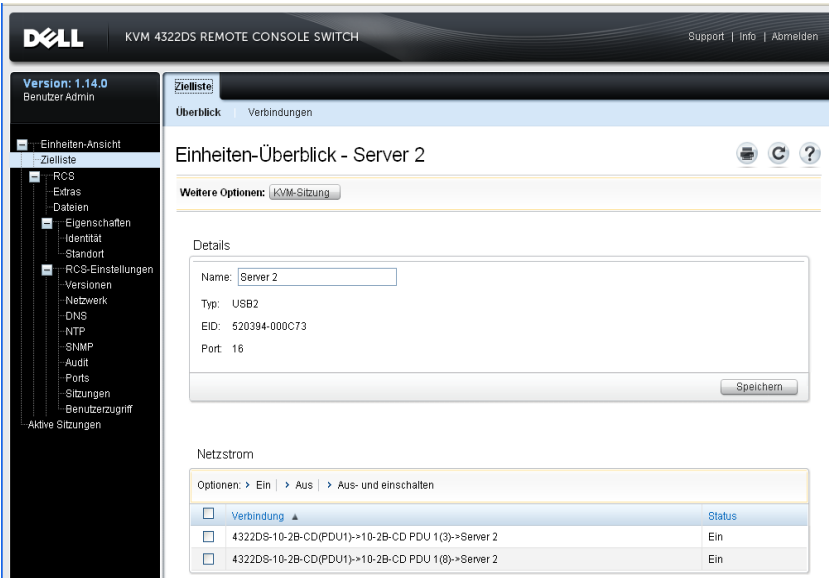 DELL KVM 4322DS REMOTE CONSOLE SWITCH Support | Info | Abmelden
Version: 1.14.0
Benutzer Admin
Zielliste
Überblick Verbindungen
Einheiten-Ansicht
Zielliste
RCS
Extras
Dateien
Eigenschaften
Identität
Standort
RCS-Einstellungen
Versionen
Netzwerk
DNS
NTP
SNMP
Audit
Ports
Sitzungen
Benutzerzugriff
Aktive Sitzungen
Einheiten-Überblick - Server 2
Weitere Optionen: KVM-Sitzung
Details
Name: Server 2
Typ: USB2
EID: 520394-000C73
Port: 16
Speichern
Netzstrom
Optionen: > Ein | > Aus | > Aus- und einschalten
Verbindung ▲ Status
4322DS-10-2B-CD(PDU1)->10-2B-CD PDU 1(3)->Server 2 Ein
4322DS-10-2B-CD(PDU1)->10-2B-CD PDU 1(8)->Server 2 Ein